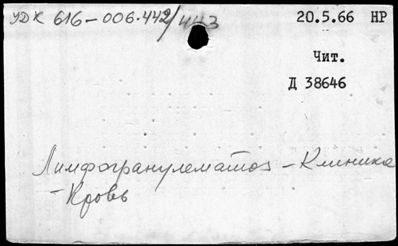 УДК 616-006.442/443
20.5.66 НР
Чит.
Д 38646
Лимфогранулематоз - Клиника
- Кровь